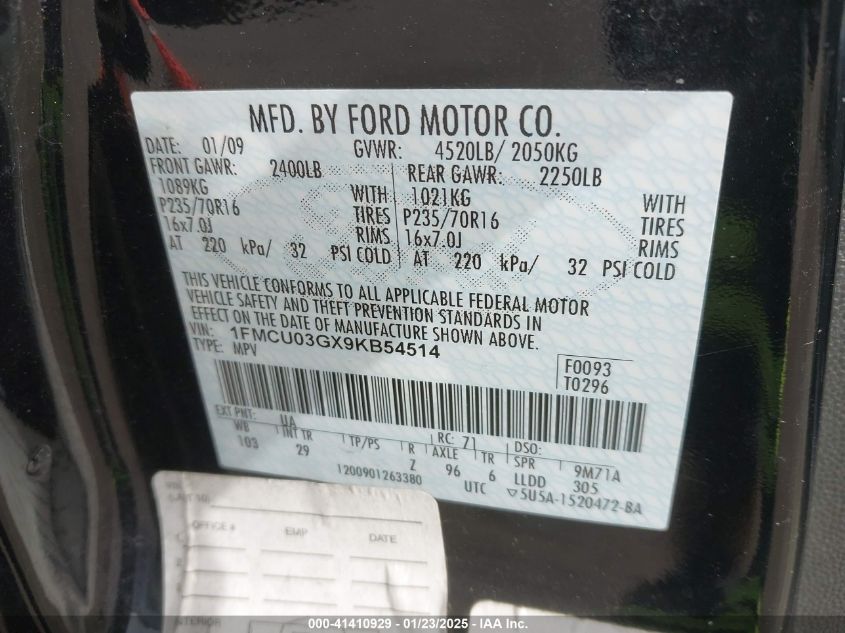 MFD. BY FORD MOTOR CO.
DATE: 01/09 GVWR: 4520LB/ 2050KG
FRONT GAWR: 2400LB REAR GAWR: 2250LB
1089KG WITH 1021KG WITH
P235/70R16 TIRES P235/70R16 TIRES
16x7.0J RIMS 16x7.0J RIMS
AT 220 kPa/ 32 PSI COLD AT 220 kPa/ 32 PSI COLD
THIS VEHICLE CONFORMS TO ALL APPLICABLE FEDERAL MOTOR
VEHICLE SAFETY AND THEFT PREVENTION STANDARDS IN
EFFECT ON THE DATE OF MANUFACTURE SHOWN ABOVE.
VIN: 1FMCU03GX9KB54514
TYPE: MPV
F0093
T0296
EXT PNT: UA RC: 71 DSO:
WB INT TR TP/PS R AXLE TR SPR 9M71A
103 29 Z 96 6 LLDD 305
1200901263380 UTC 5U5A-1520472-BA
OFFICE # EMP DATE
INTERIOR
000-41410929 - 01/23/2025 - IAA Inc.